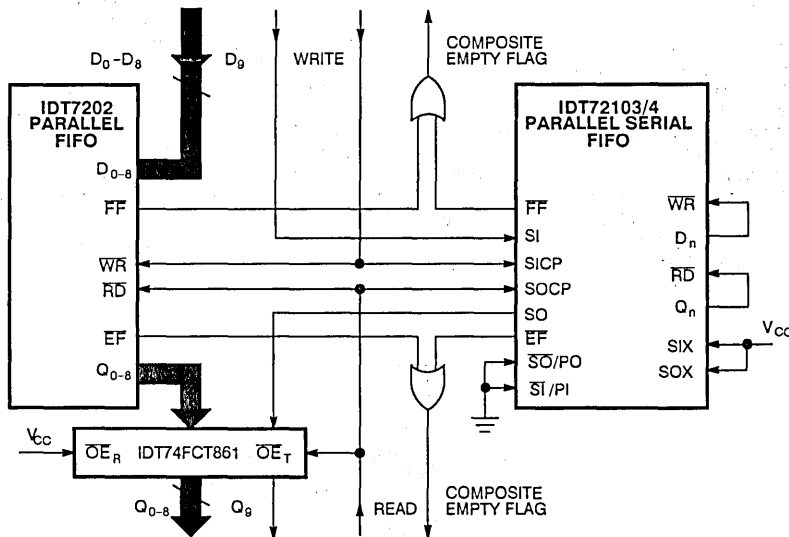 D0-D8 D9 WRITE
COMPOSITE
EMPTY FLAG
IDT7202
PARALLEL
FIFO
D0-8
FF
WR
RD
EF
Q0-8
IDT72103/4
PARALLEL SERIAL
FIFO
FF
SI
SICP
SOCP
SO
EF
SO/PO
SI/PI
WR
Dn
RD
Qn
SIX
SOX
VCC
VCC
OER IDT74FCT861 OET
Q0-8 Q9 READ
COMPOSITE
EMPTY FLAG